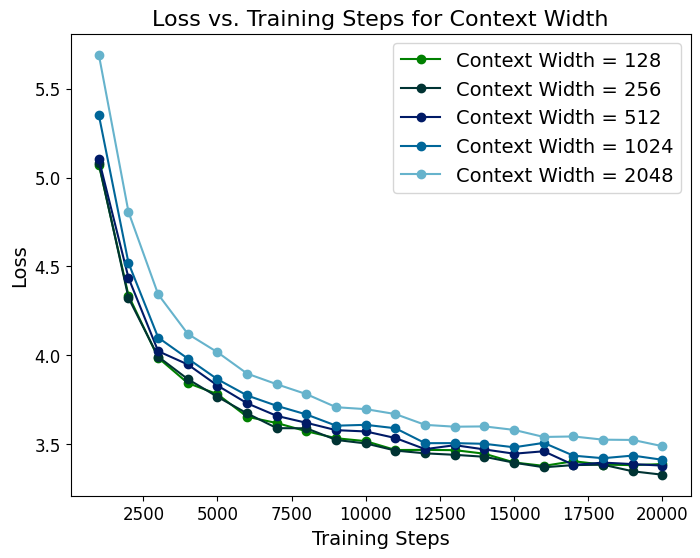 Loss vs. Training Steps for Context Width
Context Width = 128
Context Width = 256
Context Width = 512
Context Width = 1024
Context Width = 2048
Loss
5.5
5.0
4.5
4.0
3.5
2500 5000 7500 10000 12500 15000 17500 20000
Training Steps